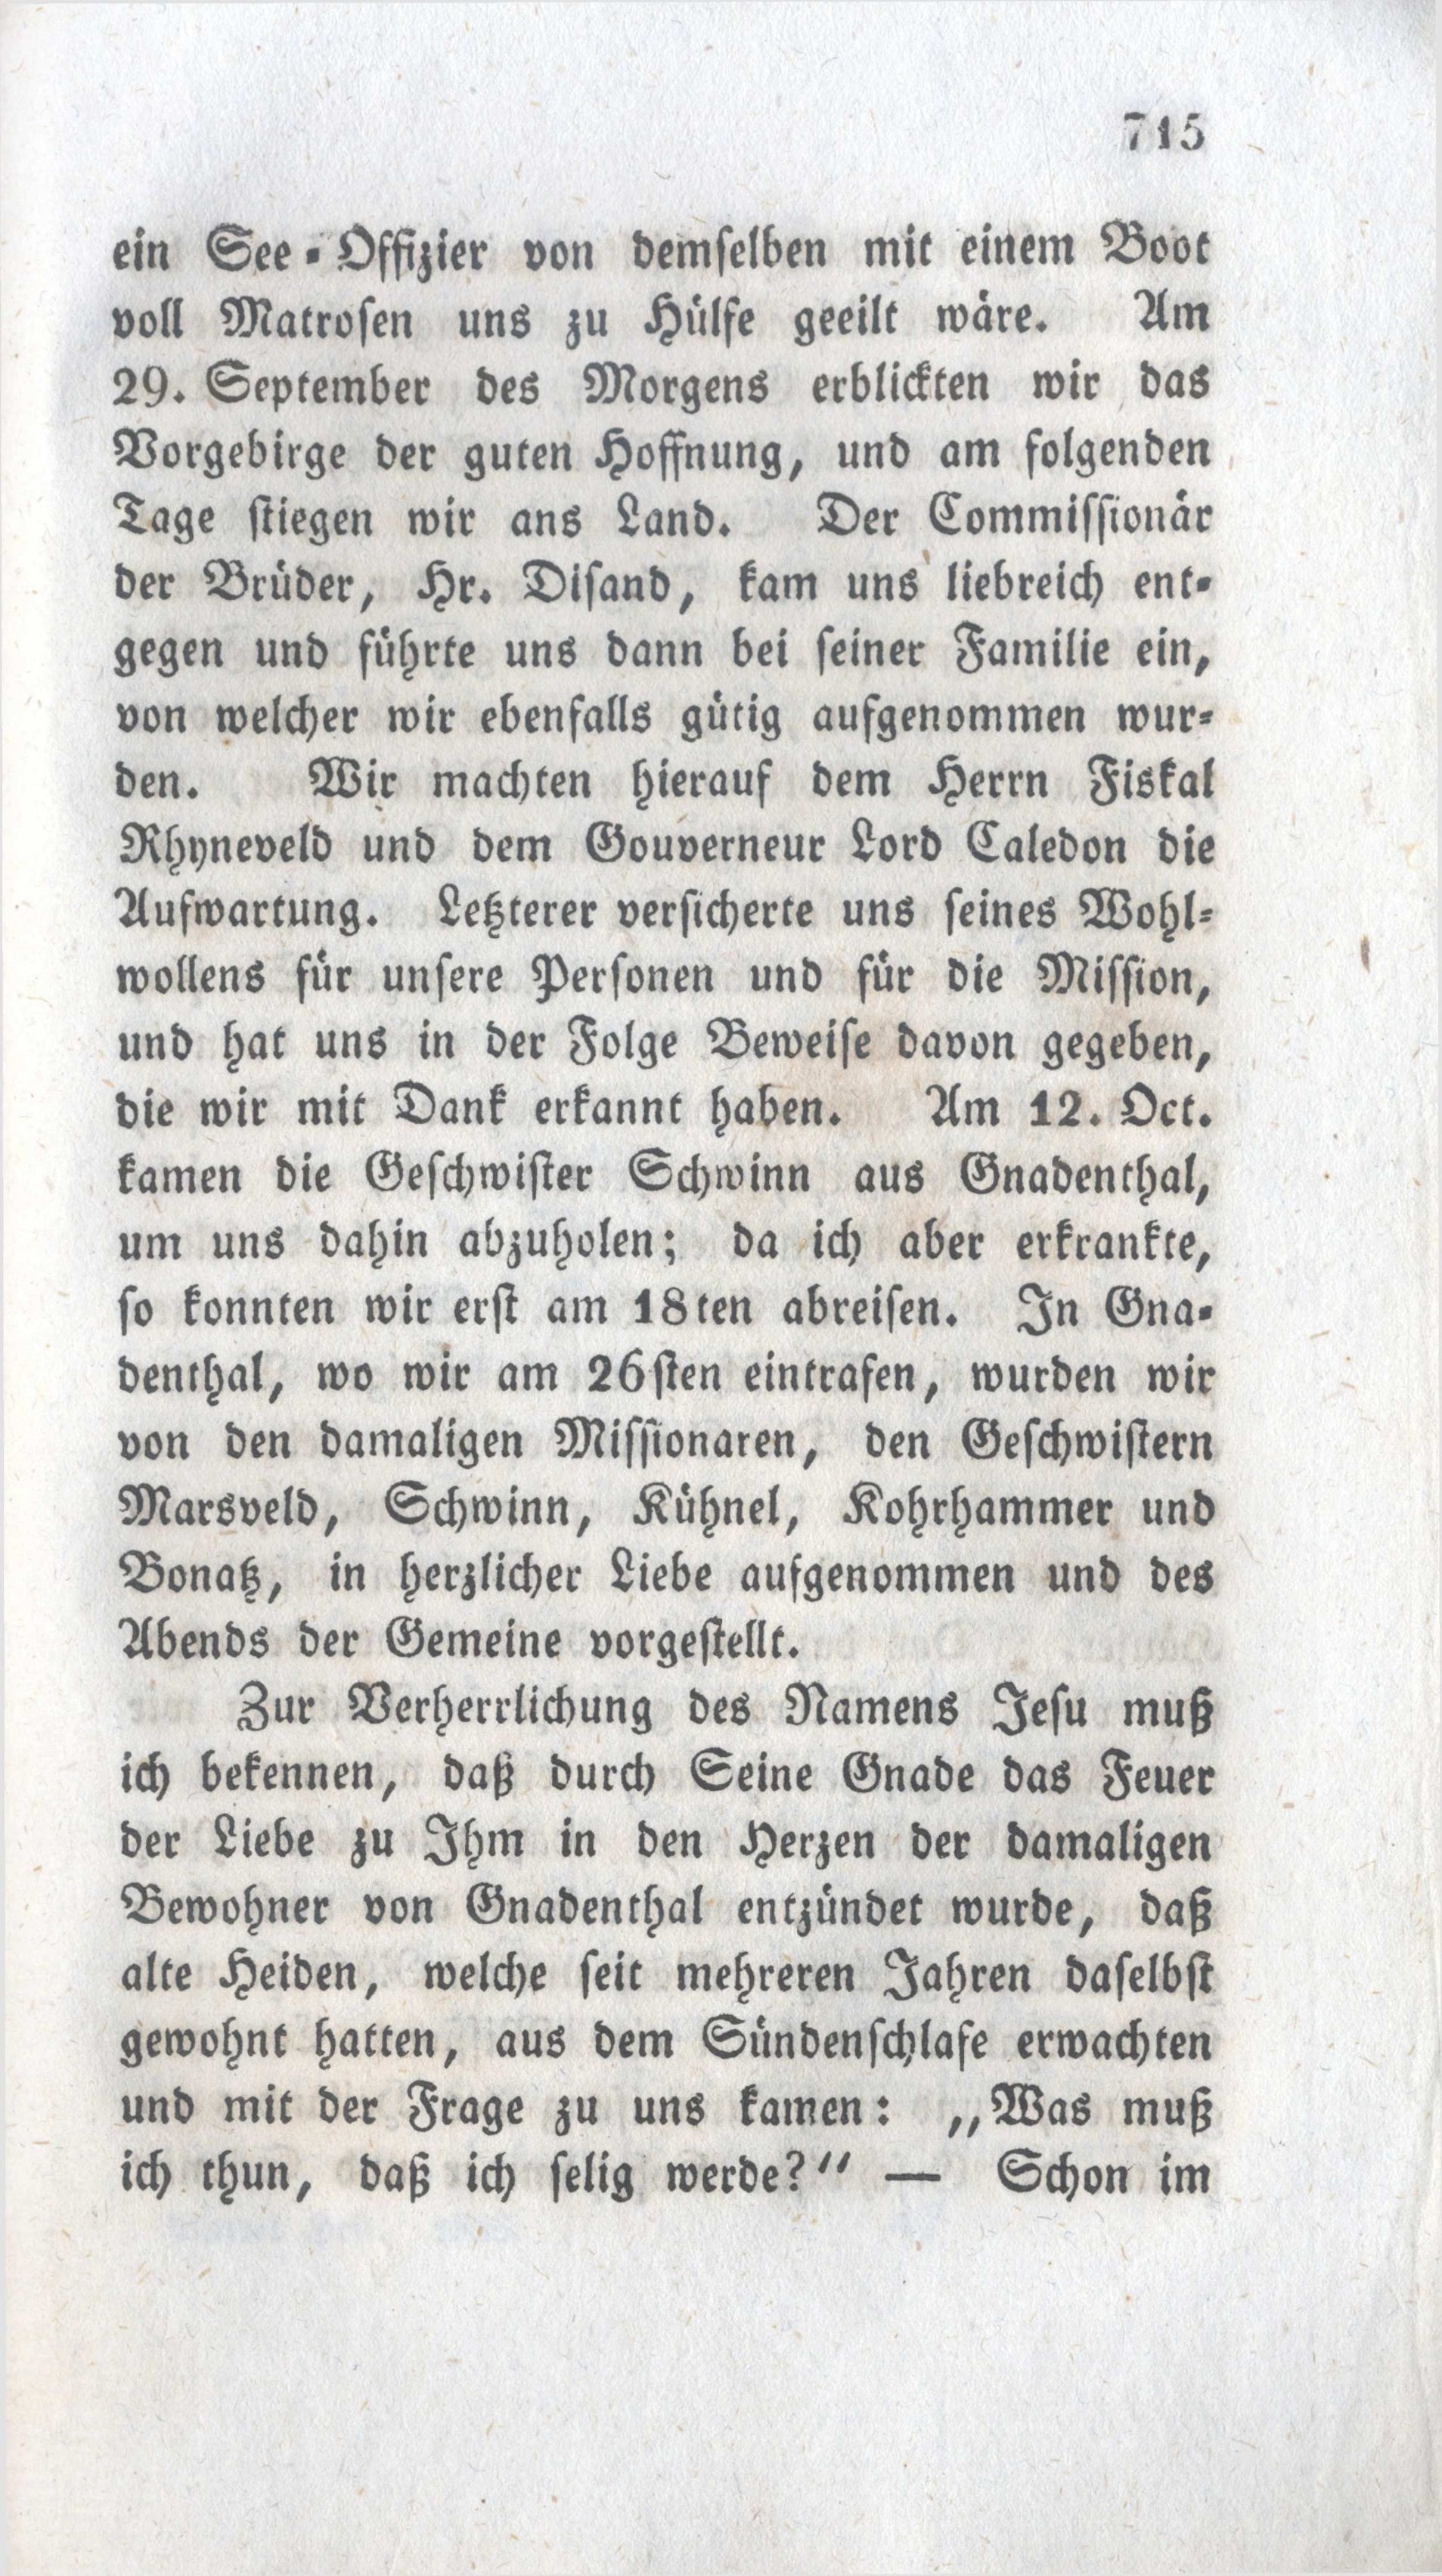 715
ein See-Offizier von demselben mit einem Boot
voll Matrosen uns zu Hülfe geeilt wäre. Am
29. September des Morgens erblickten wir das
Vorgebirge der guten Hoffnung, und am folgenden
Tage stiegen wir ans Land. Der Commissionär
der Brüder, Hr. Disand, kam uns liebreich ent-
gegen und führte uns dann bei seiner Familie ein,
von welcher wir ebenfalls gütig aufgenommen wur-
den. Wir machten hierauf dem Herrn Fiskal
Rhyneveld und dem Gouverneur Lord Caledon die
Aufwartung. Letzterer versicherte uns seines Wohl-
wollens für unsere Personen und für die Mission,
und hat uns in der Folge Beweise davon gegeben,
die wir mit Dank erkannt haben. Am 12. Oct.
kamen die Geschwister Schwinn aus Gnadenthal,
um uns dahin abzuholen; da ich aber erkrankte,
so konnten wir erst am 18ten abreisen. In Gna-
denthal, wo wir am 26sten eintrafen, wurden wir
von den damaligen Missionaren, den Geschwistern
Marsveld, Schwinn, Kühnel, Kohrhammer und
Bonatz, in herzlicher Liebe aufgenommen und des
Abends der Gemeine vorgestellt.
Zur Verherrlichung des Namens Jesu muß
ich bekennen, daß durch Seine Gnade das Feuer
der Liebe zu Ihm in den Herzen der damaligen
Bewohner von Gnadenthal entzündet wurde, daß
alte Heiden, welche seit mehreren Jahren daselbst
gewohnt hatten, aus dem Sündenschlafe erwachten
und mit der Frage zu uns kamen: „Was muß
ich thun, daß ich selig werde?“ — Schon im